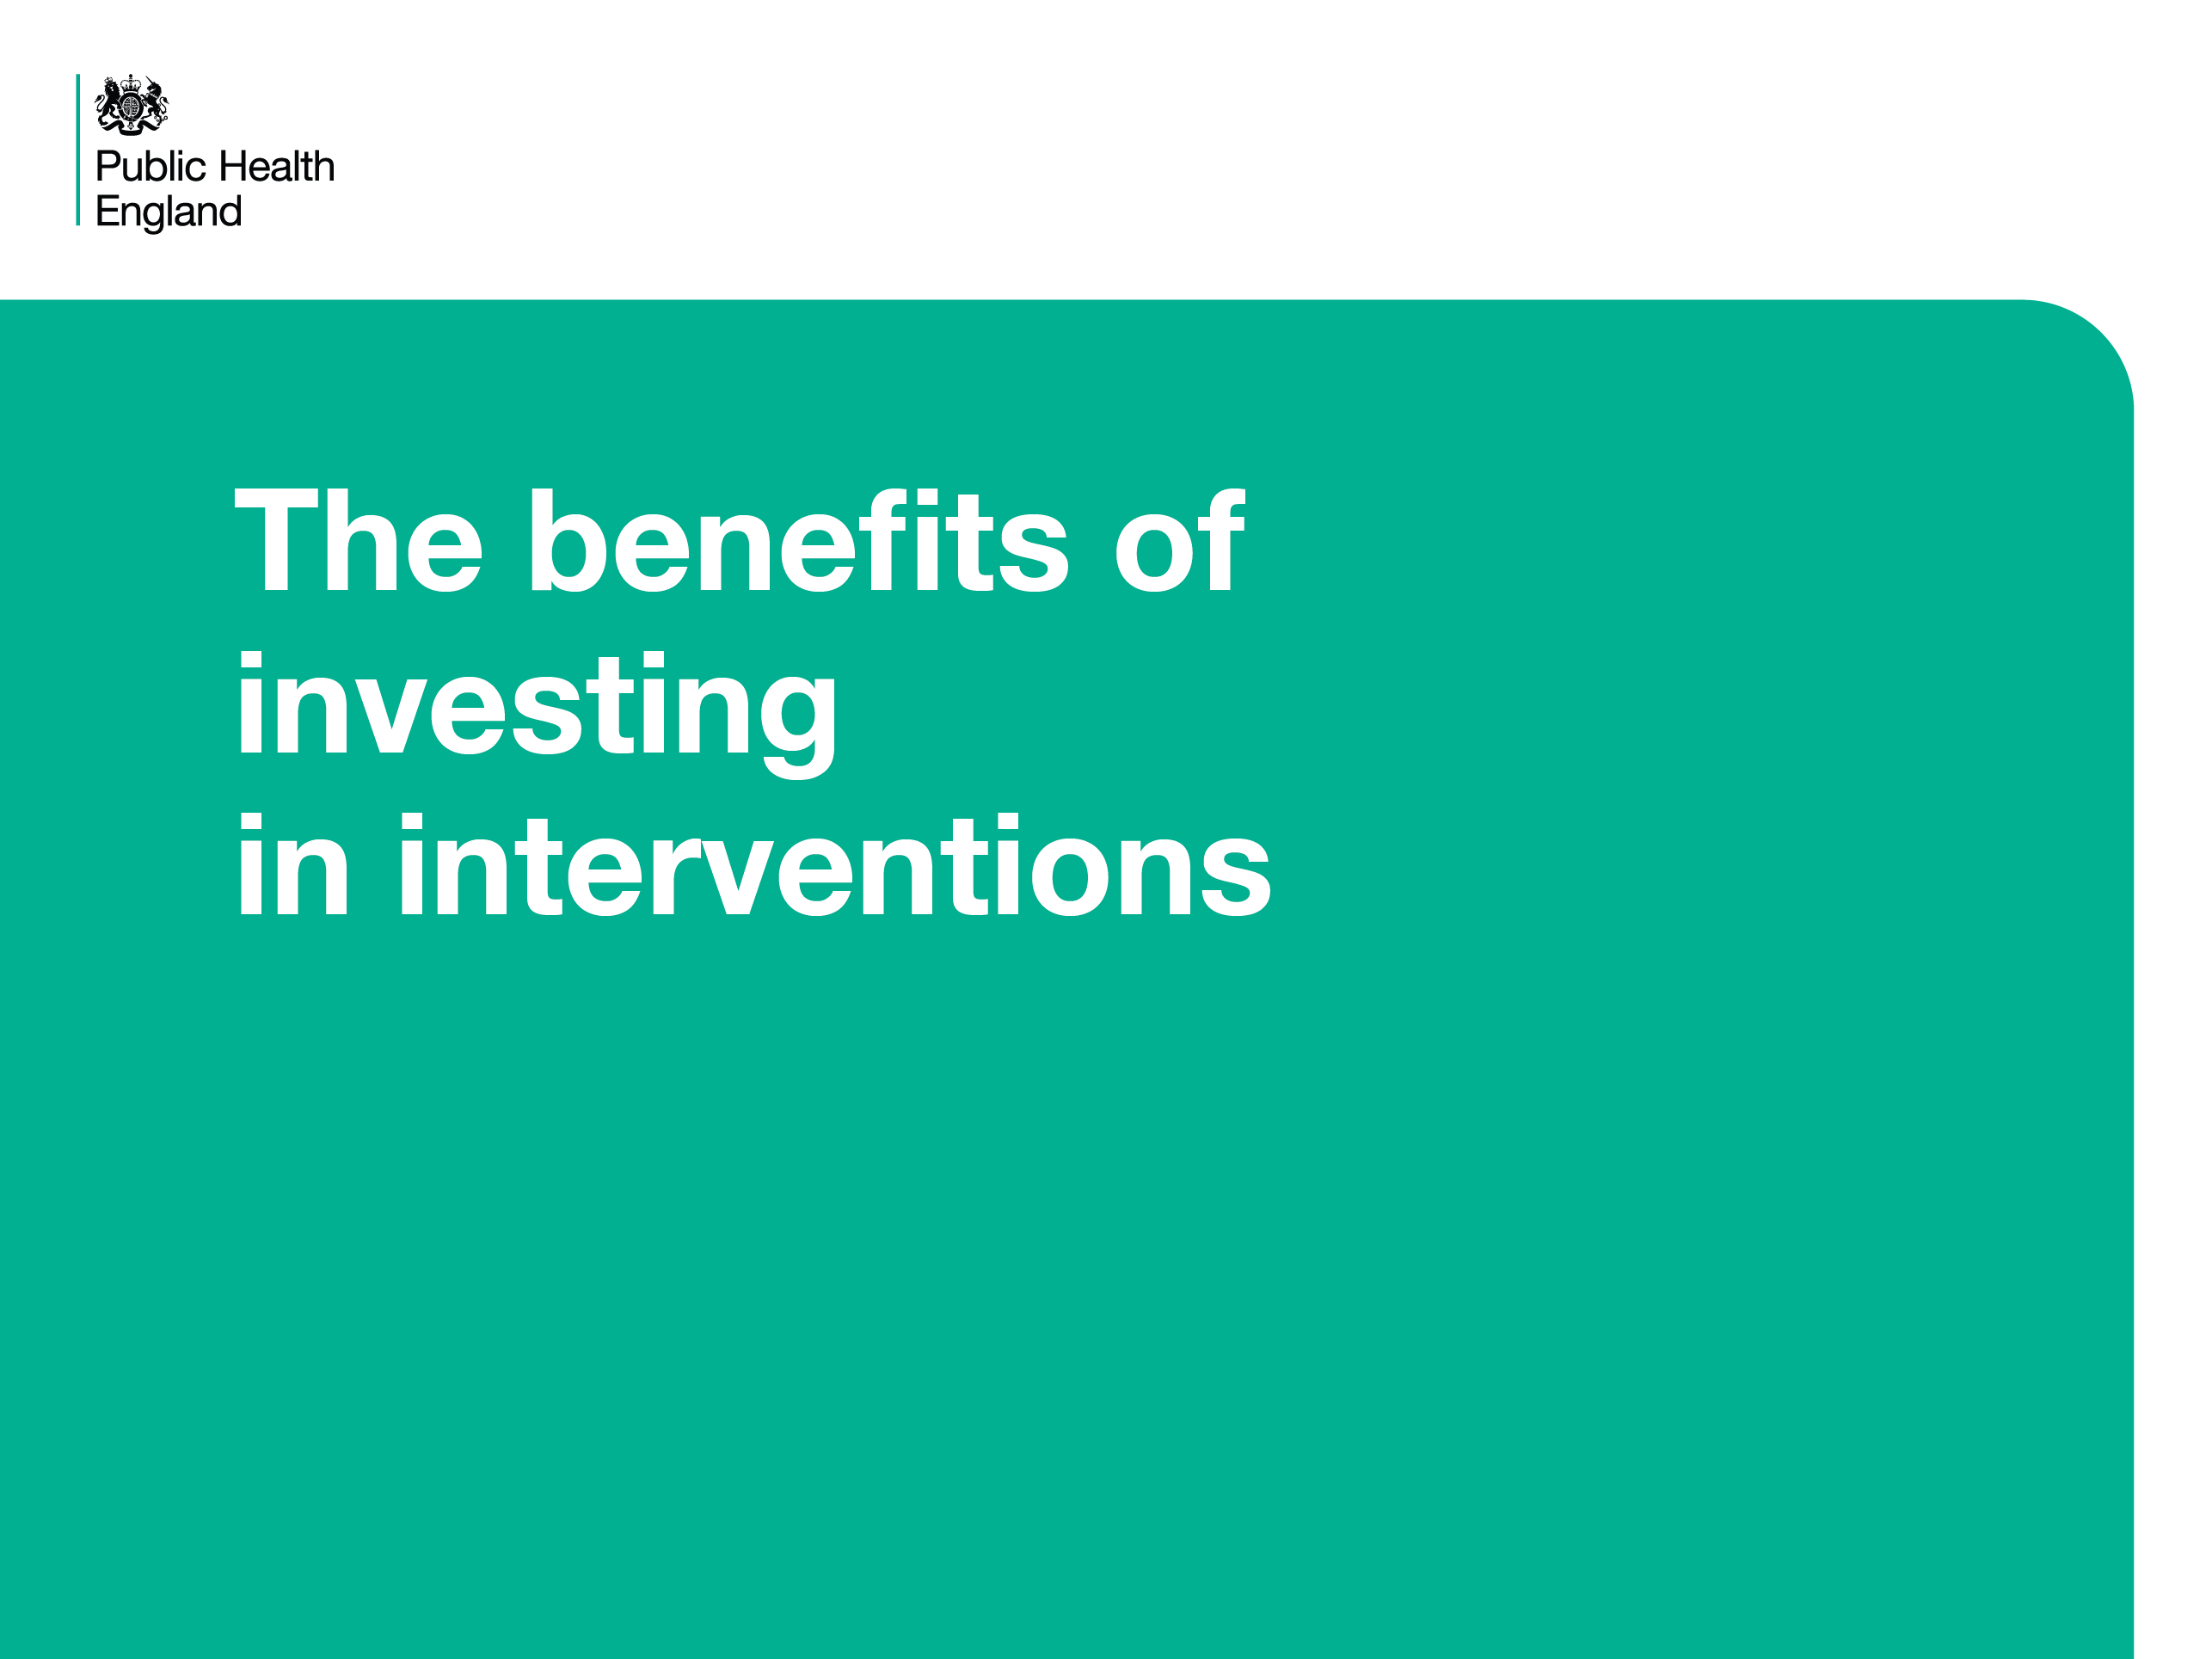 Public Health
England
The benefits of
investing
in interventions